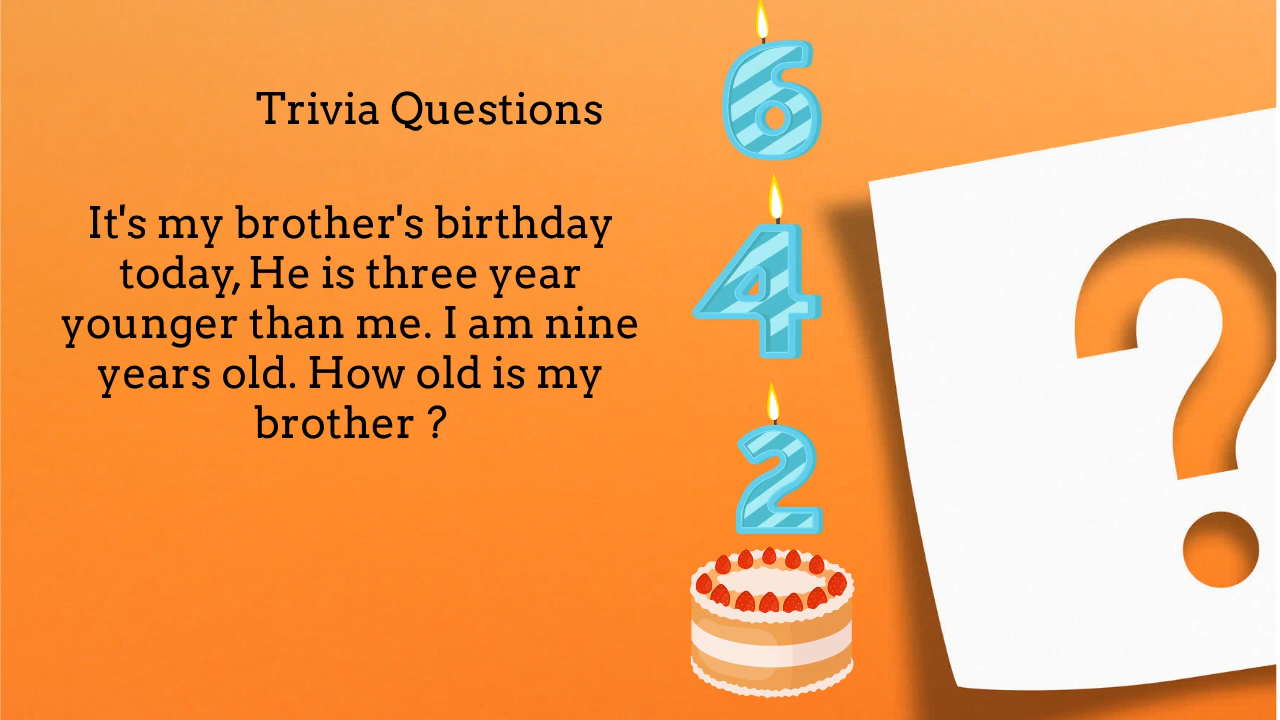 Trivia Questions
It's my brother's birthday
today, He is three year
younger than me. I am nine
years old. How old is my
brother ?
6
4
2
?